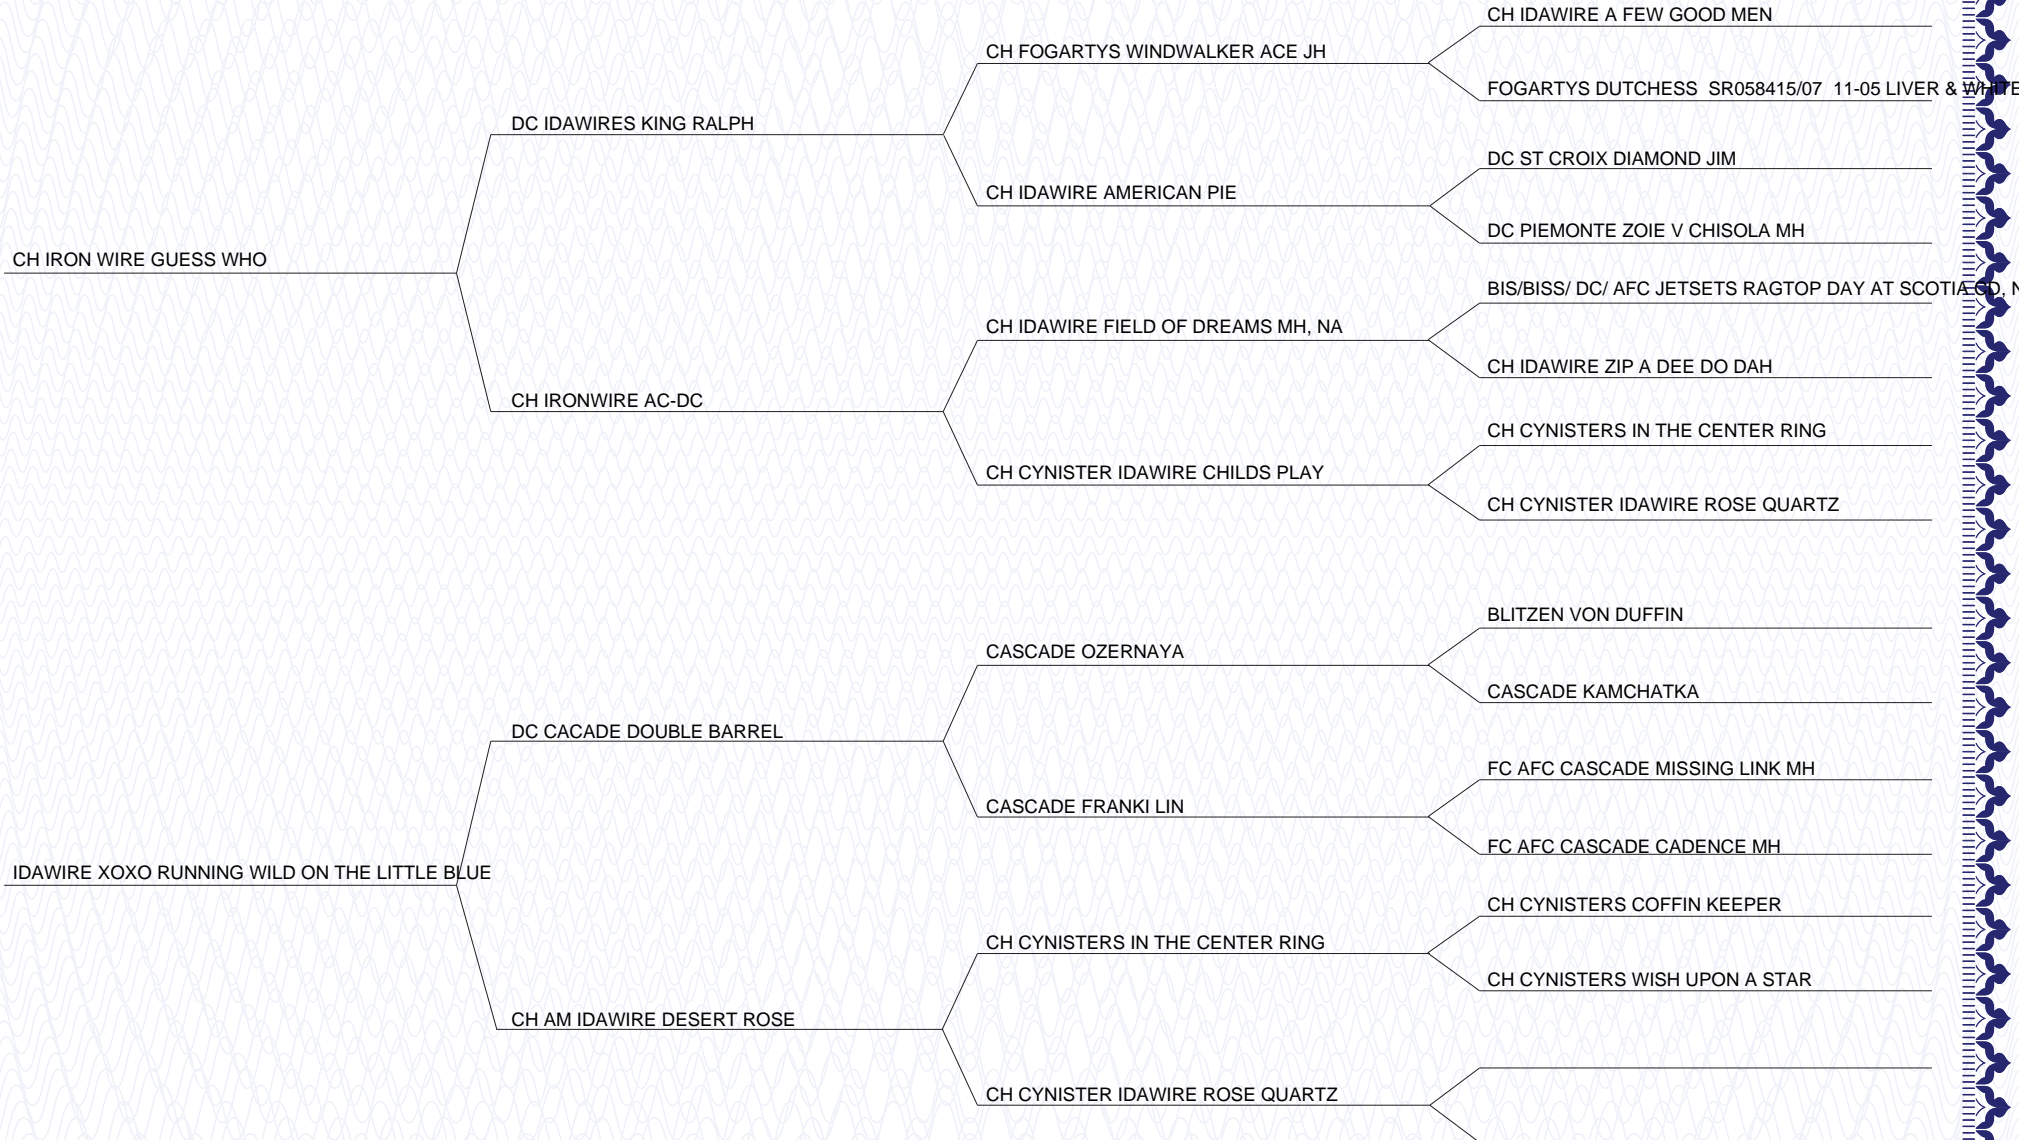 CH IDAWIRE A FEW GOOD MEN
CH FOGARTYS WINDWALKER ACE JH
FOGARTYS DUTCHESS SR058415/07 11-05 LIVER & WHITE
DC IDAWIRES KING RALPH
DC ST CROIX DIAMOND JIM
CH IDAWIRE AMERICAN PIE
DC PIEMONTE ZOIE V CHISOLA MH
CH IRON WIRE GUESS WHO
BIS/BISS/ DC/ AFC JETSETS RAGTOP DAY AT SCOTIA CD, N
CH IDAWIRE FIELD OF DREAMS MH, NA
CH IDAWIRE ZIP A DEE DO DAH
CH IRONWIRE AC-DC
CH CYNISTERS IN THE CENTER RING
CH CYNISTER IDAWIRE CHILDS PLAY
CH CYNISTER IDAWIRE ROSE QUARTZ
BLITZEN VON DUFFIN
CASCADE OZERNAYA
CASCADE KAMCHATKA
DC CACADE DOUBLE BARREL
FC AFC CASCADE MISSING LINK MH
CASCADE FRANKI LIN
FC AFC CASCADE CADENCE MH
IDAWIRE XOXO RUNNING WILD ON THE LITTLE BLUE
CH CYNISTERS COFFIN KEEPER
CH CYNISTERS IN THE CENTER RING
CH CYNISTERS WISH UPON A STAR
CH AM IDAWIRE DESERT ROSE
CH CYNISTER IDAWIRE ROSE QUARTZ